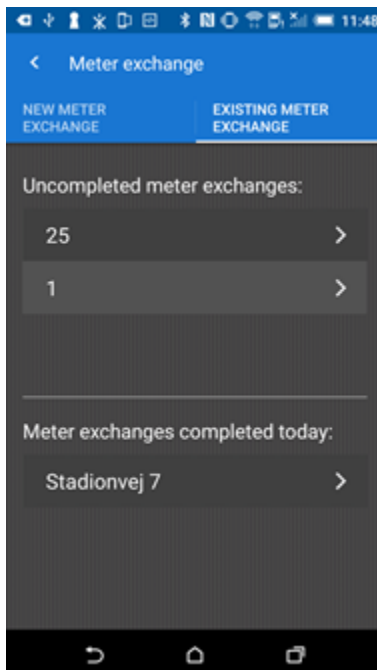 11:48
Meter exchange
NEW METER
EXCHANGE
EXISTING METER
EXCHANGE
Uncompleted meter exchanges:
25
1
Meter exchanges completed today:
Stadionvej 7